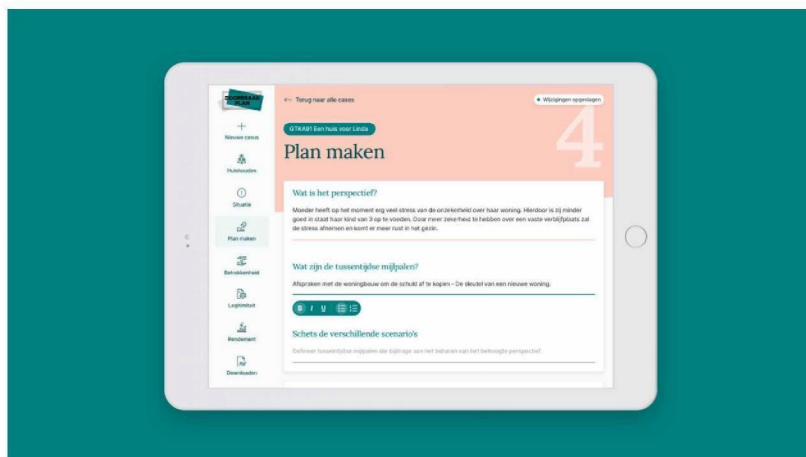 DOORBRAAK
PLAN
Terug naar alle cases
Wijzigingen opgeslagen
4
Nieuwe casus
GTKA91 Een huis voor Linda
Plan maken
Huishouden
Situatie
Plan maken
Betrokkenheid
Legitimiteit
Rendement
Downloaden
Wat is het perspectief?
Moeder heeft op het moment erg veel stress van de onzekerheid over haar woning. Hierdoor is zij minder
goed in staat haar kind van 3 op te voeden. Door meer zekerheid te hebben over een vaste verblijfplaats zal
de stress afnemen en komt er meer rust in het gezin.
Wat zijn de tussentijdse mijlpalen?
Afspraken met de woningbouw om de schuld af te kopen - De sleutel van een nieuwe woning.
B I U
Schets de verschillende scenario's
Definieer tussentijdse mijlpalen die bijdrage aan het behalen van het beoogde perspectief